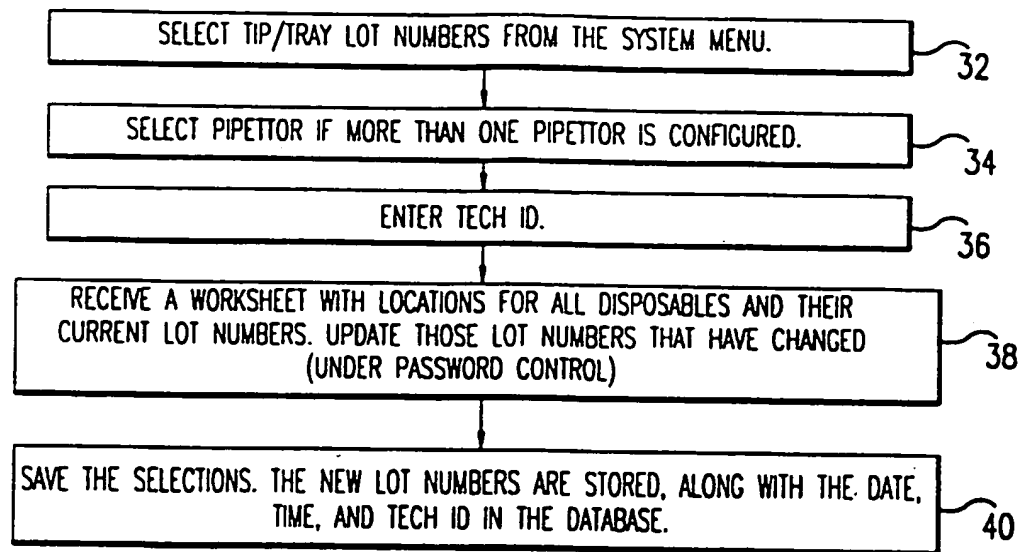 SELECT TIP/TRAY LOT NUMBERS FROM THE SYSTEM MENU.
32
SELECT PIPETTOR IF MORE THAN ONE PIPETTOR IS CONFIGURED.
34
ENTER TECH ID.
36
RECEIVE A WORKSHEET WITH LOCATIONS FOR ALL DISPOSABLES AND THEIR
CURRENT LOT NUMBERS. UPDATE THOSE LOT NUMBERS THAT HAVE CHANGED
(UNDER PASSWORD CONTROL)
38
SAVE THE SELECTIONS. THE NEW LOT NUMBERS ARE STORED, ALONG WITH THE DATE,
TIME, AND TECH ID IN THE DATABASE.
40